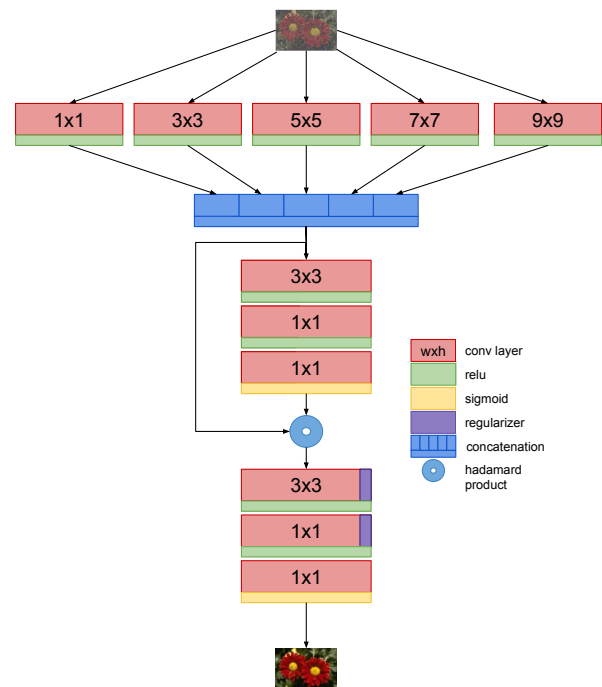 1x1 3x3 5x5 7x7 9x9
3x3
1x1
1x1
3x3
1x1
1x1
wxh conv layer
relu
sigmoid
regularizer
concatenation
hadamard
product